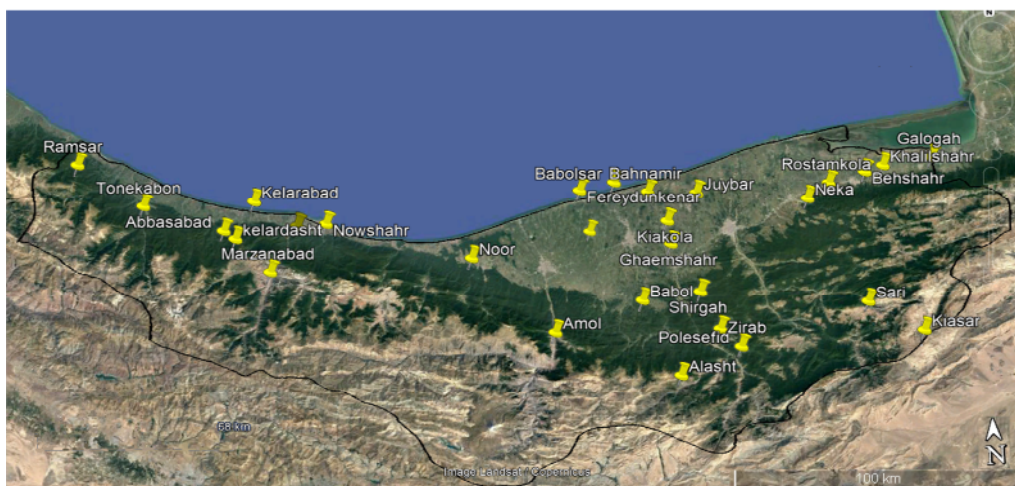 N
Galogah
Ramsar
Khalilshahr
Rostamkola
Babolsar
Bahnamir
Behshahr
Tonekabon
Kelarabad
Juybar
Neka
Fereydunkenar
Abbasabad
kelardasht
Nowshahr
Kiakola
Marzanabad
Noor
Ghaemshahr
Babol
Sari
Shirgah
Amol
Zirab
Kiasar
Polesefid
Alasht
68 km
N
Image Landsat / Copernicus
100 km